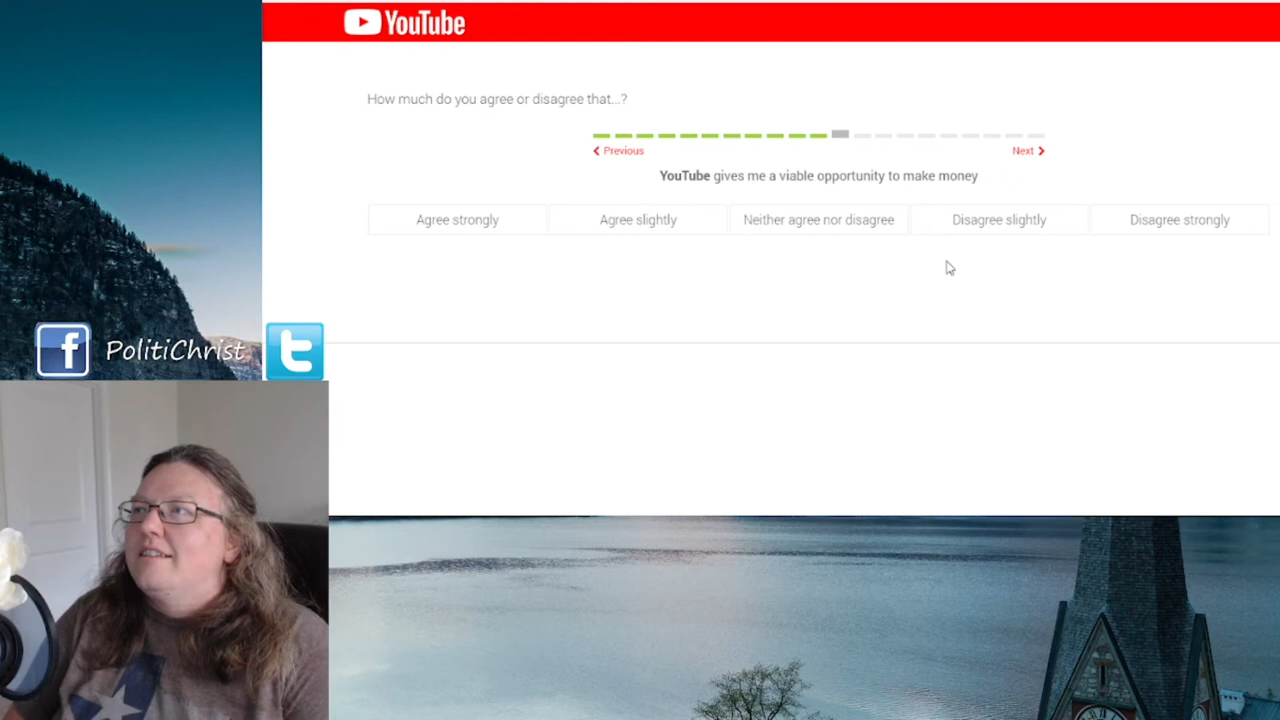 YouTube
How much do you agree or disagree that...?
Previous
Next
YouTube gives me a viable opportunity to make money
Agree strongly
Agree slightly
Neither agree nor disagree
Disagree slightly
Disagree strongly
f PolitiChrist t